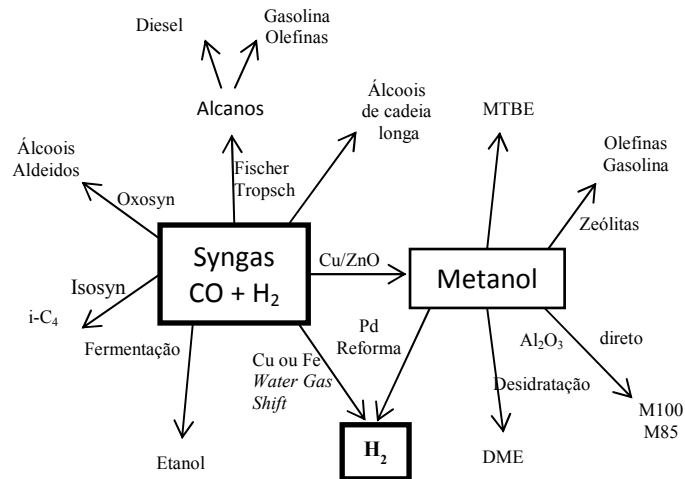 Diesel
Gasolina
Olefinas
Alcanos
Álcoois
de cadeia
longa
MTBE
Olefinas
Gasolina
Álcoois
Aldeidos
Oxosyn
Fischer
Tropsch
Zeólitas
Syngas
CO + H₂
Cu/ZnO
Metanol
Isosyn
i-C₄
Fermentação
Cu ou Fe
Water Gas
Shift
Pd
Reforma
Al₂O₃
direto
Desidratação
M100
M85
Etanol
H₂
DME